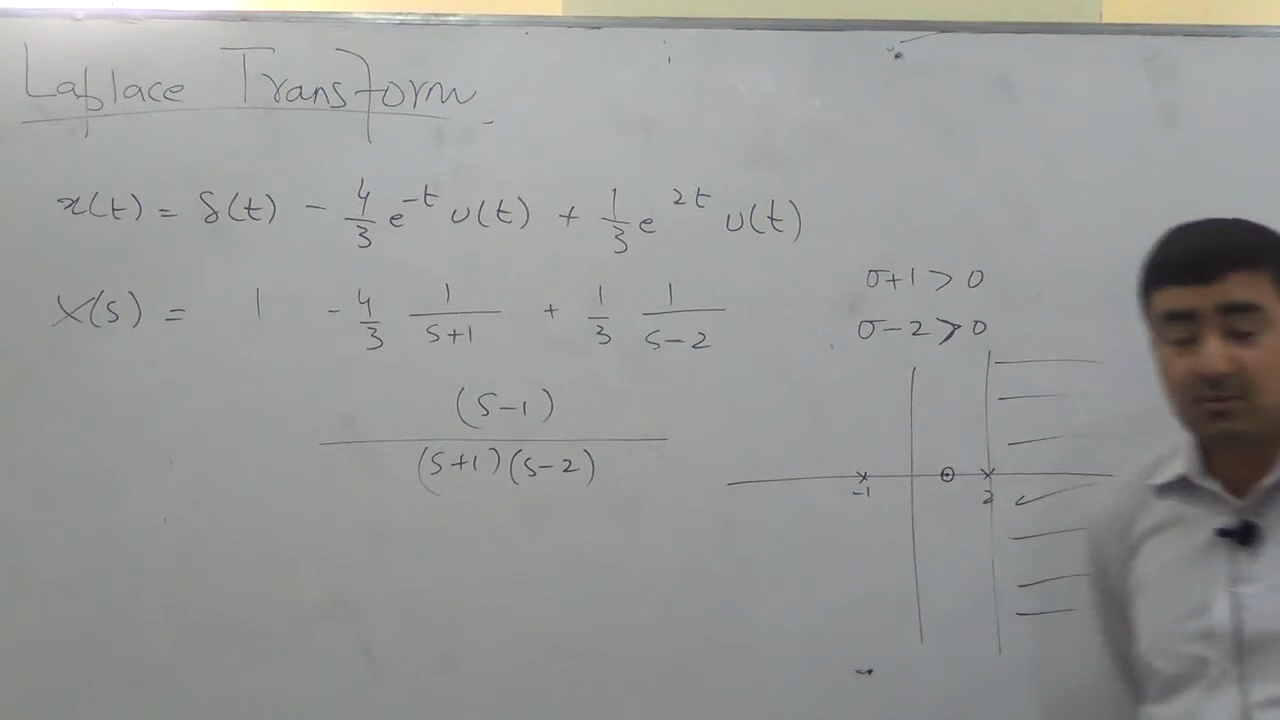 Laplace Transform
x(t) = δ(t) - 4/3 e^-t u(t) + 1/3 e^2t u(t)
X(s) = 1 - 4/3 1/(s+1) + 1/3 1/(s-2)
(s-1)
(s+1)(s-2)
σ+1 > 0
σ-2 > 0
-1 2